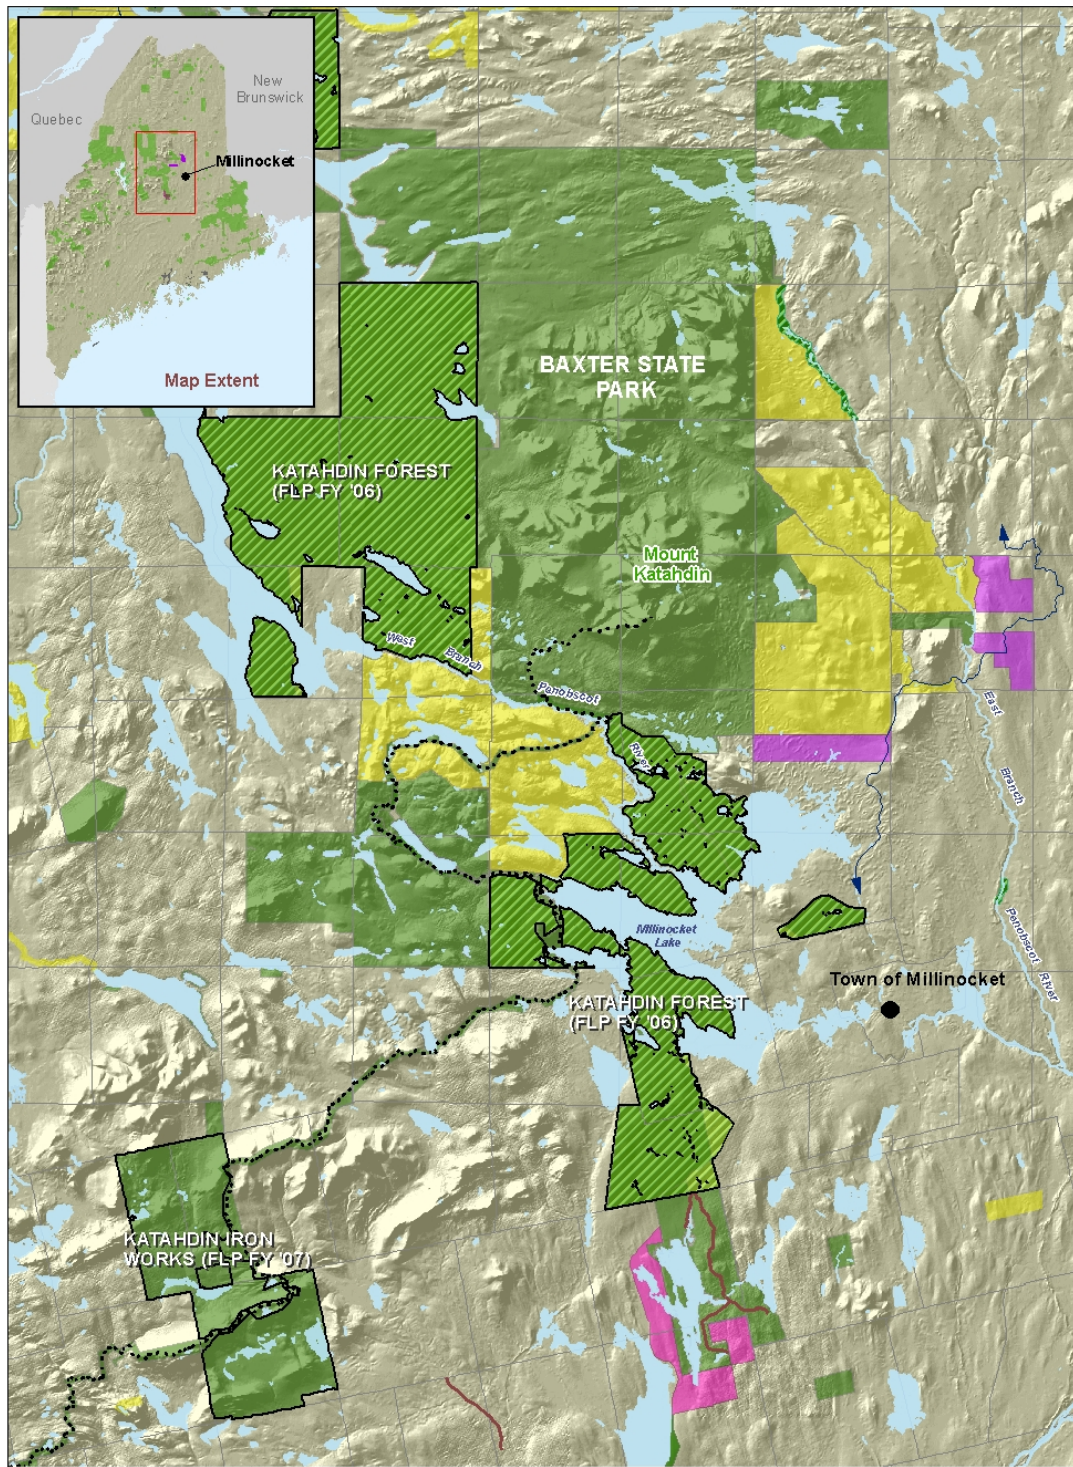 New
Brunswick
Quebec
Millinocket
Map Extent
BAXTER STATE
PARK
KATAHDIN FOREST
(FLP FY '06)
Mount
Katahdin
West
Branch
Panobscot
River
East
Branch
Penobscot
River
Millinocket
Lake
Town of Millinocket
KATAHDIN FOREST
(FLP FY '06)
KATAHDIN IRON
WORKS (FLP FY '07)